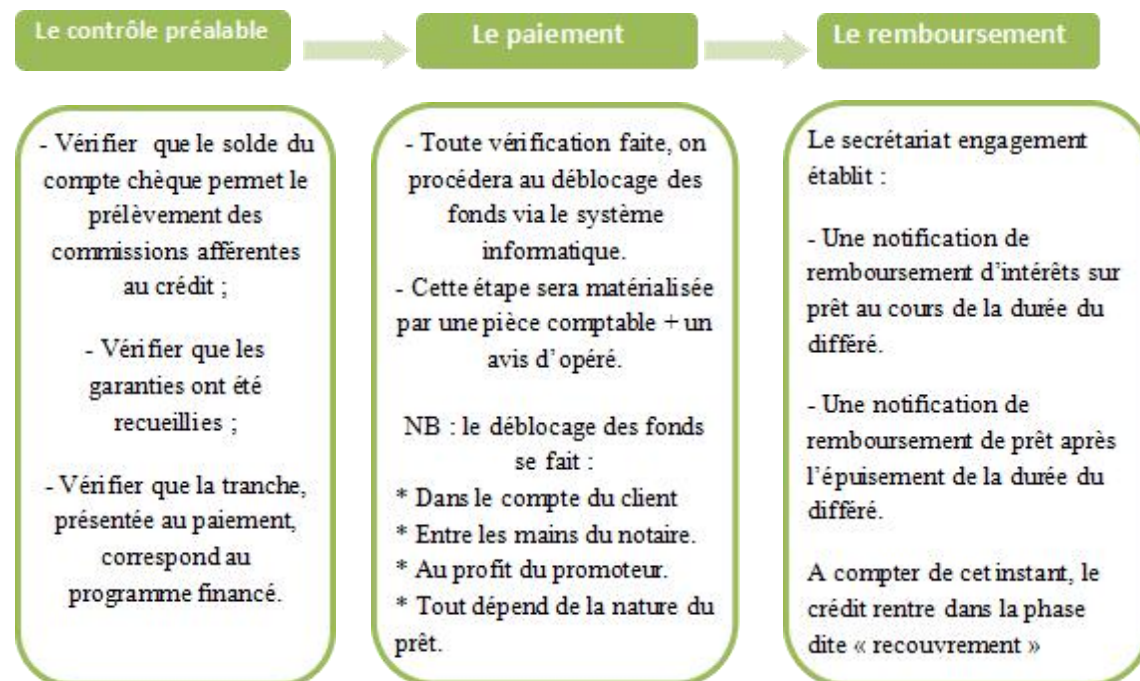 Le contrôle préalable
Le paiement
Le remboursement
- Vérifier que le solde du
compte chèque permet le
prélèvement des
commissions afférentes
au crédit ;
- Vérifier que les
garanties ont été
recueillies ;
- Vérifier que la tranche,
présentée au paiement,
correspond au
programme financé.
- Toute vérification faite, on
procédera au déblocage des
fonds via le système
informatique.
- Cette étape sera matérialisée
par une pièce comptable + un
avis d'opéré.
NB : le déblocage des fonds
se fait :
* Dans le compte du client
* Entre les mains du notaire.
* Au profit du promoteur.
* Tout dépend de la nature du
prêt.
Le secrétariat engagement
établit :
- Une notification de
remboursement d'intérêts sur
prêt au cours de la durée du
différé.
- Une notification de
remboursement de prêt après
l'épuisement de la durée du
différé.
A compter de cet instant, le
crédit rentre dans la phase
dite « recouvrement »